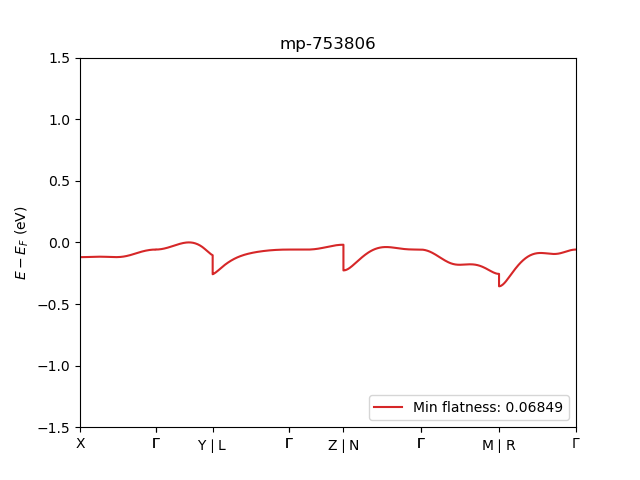 mp-753806
1.5
1.0
0.5
0.0
−0.5
−1.0
−1.5
E − E_F (eV)
Min flatness: 0.06849
X Γ Y | L Γ Z | N Γ M | R Γ